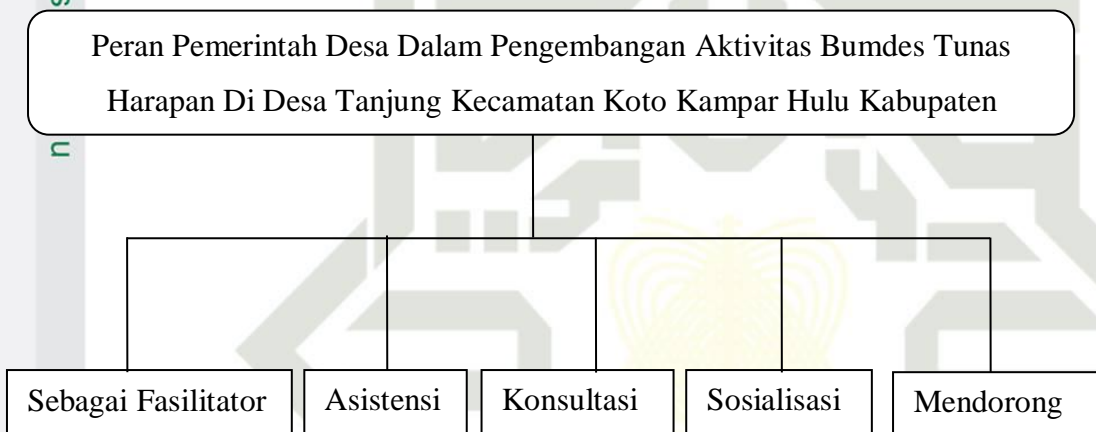 Peran Pemerintah Desa Dalam Pengembangan Aktivitas Bumdes Tunas
Harapan Di Desa Tanjung Kecamatan Koto Kampar Hulu Kabupaten
Sebagai Fasilitator
Asistensi
Konsultasi
Sosialisasi
Mendorong